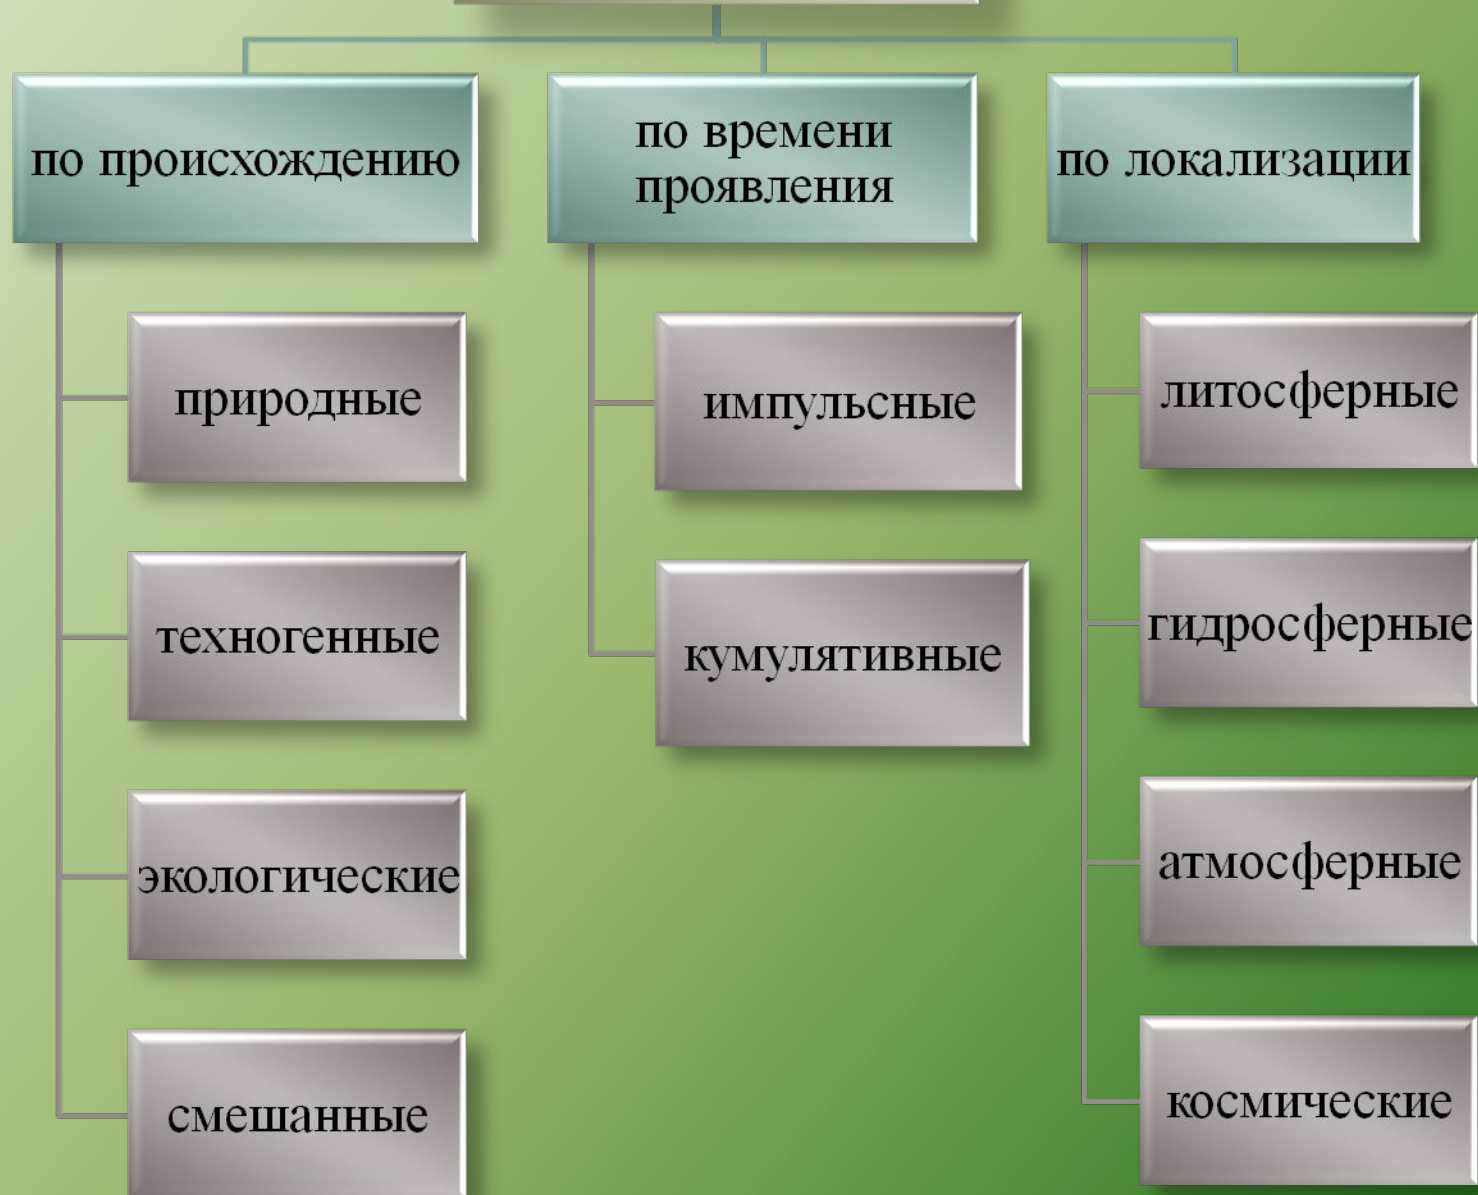 по происхождению
природные
техногенные
экологические
смешанные
по времени
проявления
импульсные
кумулятивные
по локализации
литосферные
гидросферные
атмосферные
космические